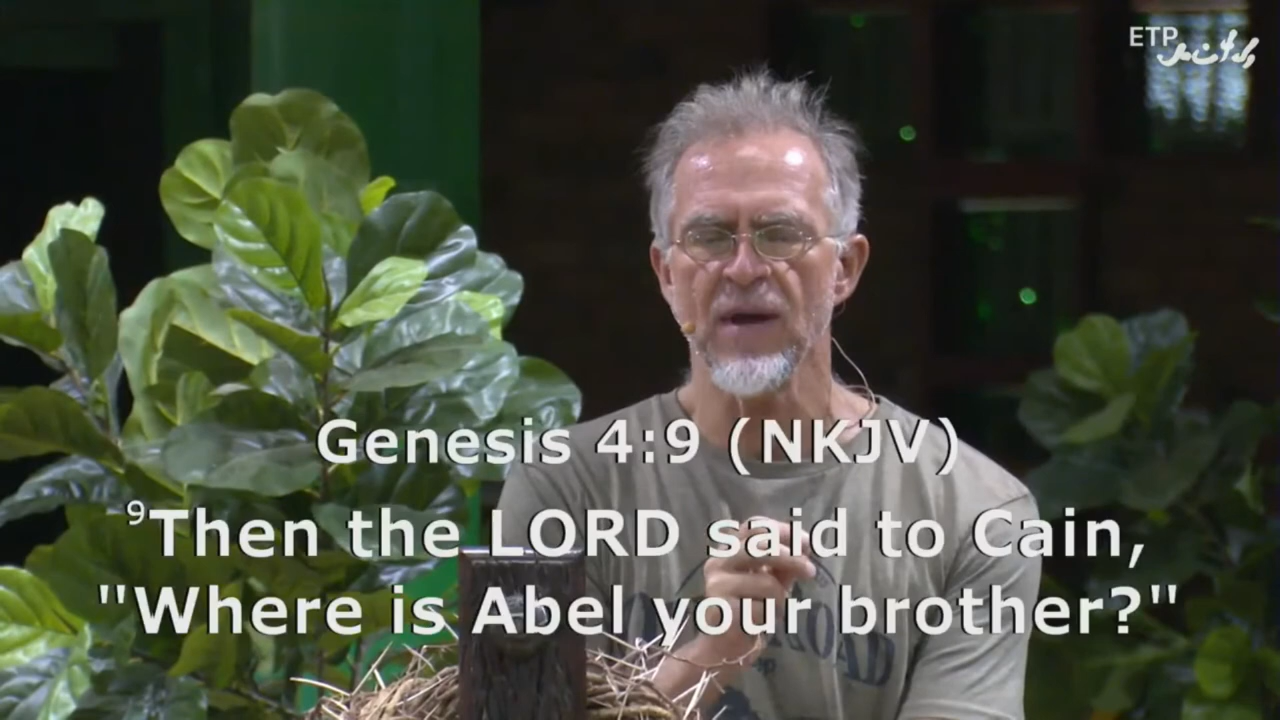 ETP
Genesis 4:9 (NKJV)
⁹Then the LORD said to Cain,
"Where is Abel your brother?"